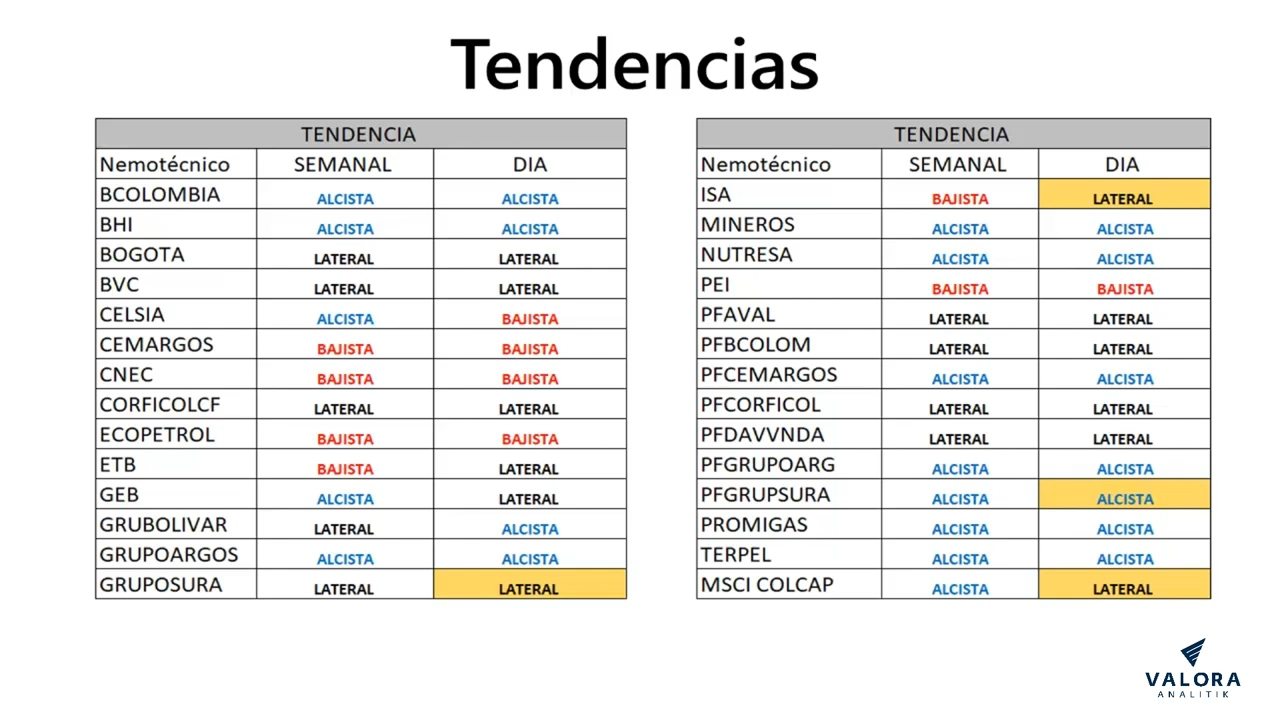 Tendencias
TENDENCIA
Nemotécnico SEMANAL DIA
BCOLOMBIA ALCISTA ALCISTA
BHI ALCISTA ALCISTA
BOGOTA LATERAL LATERAL
BVC LATERAL LATERAL
CELSIA ALCISTA BAJISTA
CEMARGOS BAJISTA BAJISTA
CNEC BAJISTA BAJISTA
CORFICOLCF LATERAL LATERAL
ECOPETROL BAJISTA BAJISTA
ETB BAJISTA LATERAL
GEB ALCISTA LATERAL
GRUBOLIVAR LATERAL ALCISTA
GRUPOARGOS ALCISTA ALCISTA
GRUPOSURA LATERAL LATERAL
TENDENCIA
Nemotécnico SEMANAL DIA
ISA BAJISTA LATERAL
MINEROS ALCISTA ALCISTA
NUTRESA ALCISTA ALCISTA
PEI BAJISTA BAJISTA
PFAVAL LATERAL LATERAL
PFBCOLOM LATERAL LATERAL
PFCEMARGOS ALCISTA ALCISTA
PFCORFICOL LATERAL LATERAL
PFDAVVNDA LATERAL LATERAL
PFGRUPOARG ALCISTA ALCISTA
PFGRUPSURA ALCISTA ALCISTA
PROMIGAS ALCISTA ALCISTA
TERPEL ALCISTA ALCISTA
MSCI COLCAP ALCISTA LATERAL
VALORA
ANALITIK